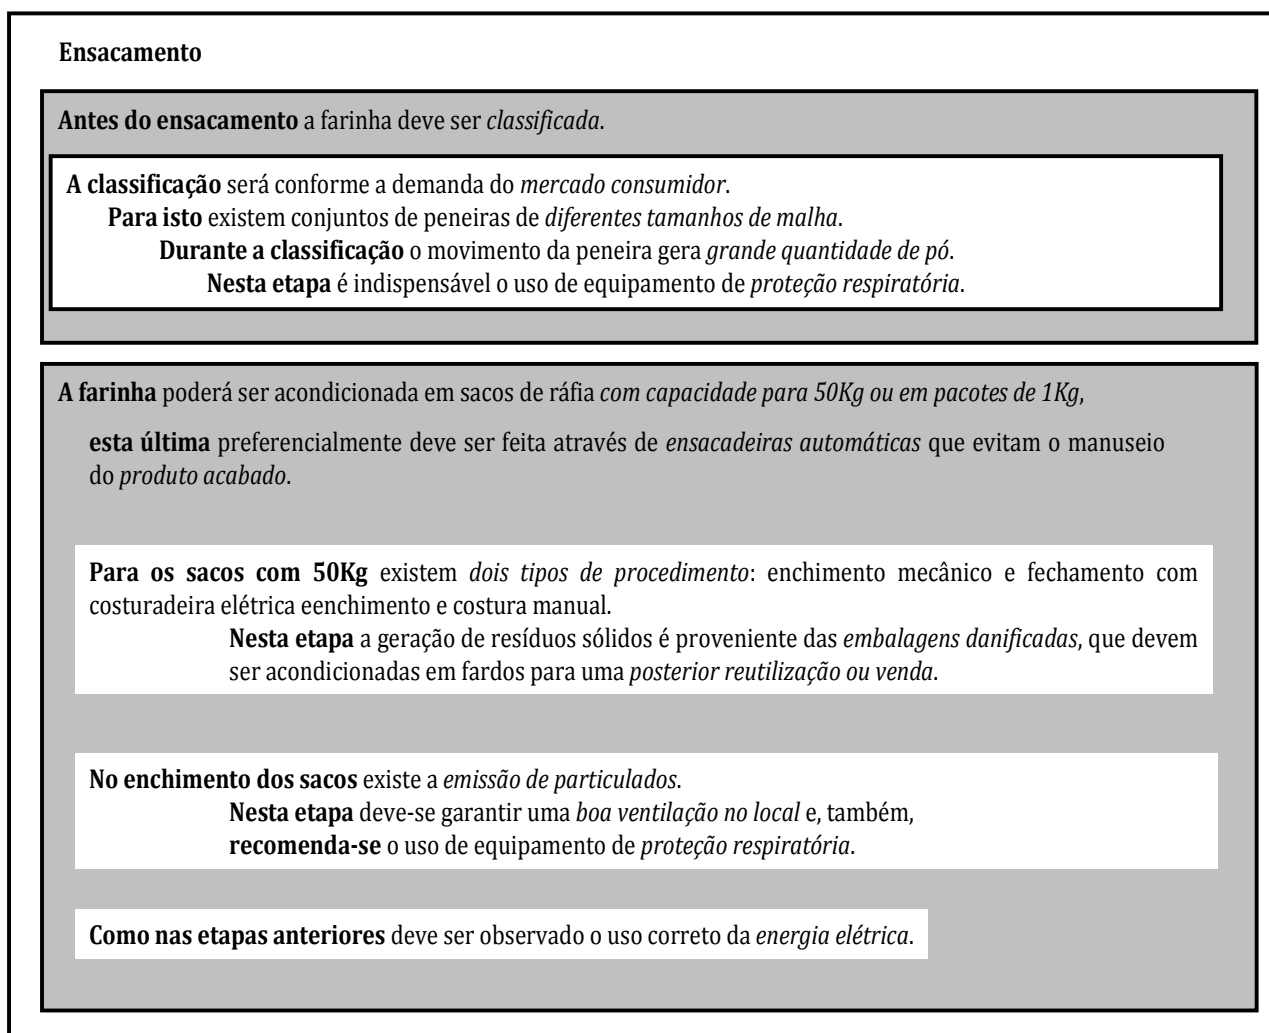 Ensacamento
Antes do ensacamento a farinha deve ser classificada.
A classificação será conforme a demanda do mercado consumidor.
Para isto existem conjuntos de peneiras de diferentes tamanhos de malha.
Durante a classificação o movimento da peneira gera grande quantidade de pó.
Nesta etapa é indispensável o uso de equipamento de proteção respiratória.
A farinha poderá ser acondicionada em sacos de ráfia com capacidade para 50Kg ou em pacotes de 1Kg,
esta última preferencialmente deve ser feita através de ensacadeiras automáticas que evitam o manuseio
do produto acabado.
Para os sacos com 50Kg existem dois tipos de procedimento: enchimento mecânico e fechamento com
costuradeira elétrica eenchimento e costura manual.
Nesta etapa a geração de resíduos sólidos é proveniente das embalagens danificadas, que devem
ser acondicionadas em fardos para uma posterior reutilização ou venda.
No enchimento dos sacos existe a emissão de particulados.
Nesta etapa deve-se garantir uma boa ventilação no local e, também,
recomenda-se o uso de equipamento de proteção respiratória.
Como nas etapas anteriores deve ser observado o uso correto da energia elétrica.